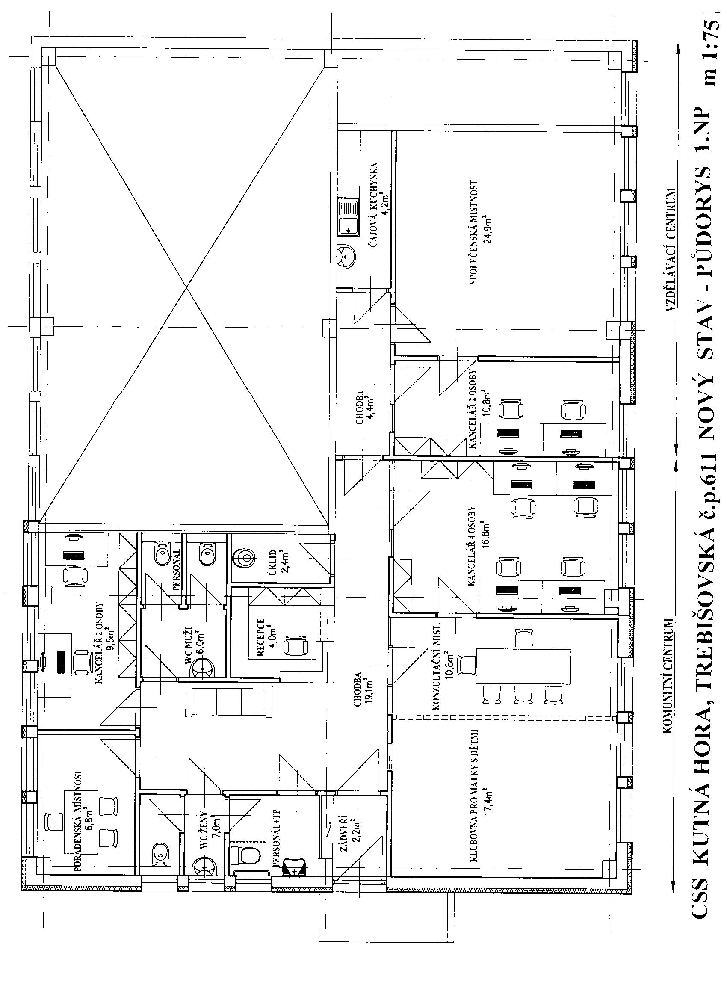 PORADENSKÁ MÍSTNOST
6,8m²
KANCELÁŘ 2 OSOBY
9,5m²
PERSONÁL
WC MUŽI
6,0m²
ÚKLID
2,4m²
RECEPCE
4,0m²
WC ŽENY
7,0m²
PERSONÁL+TP
ZÁDVEŘÍ
2,2m²
CHODBA
19,1m²
CHODBA
4,4m²
ČAJOVÁ KUCHYŇKA
4,2m²
KLUBOVNA PRO MATKY S DĚTMI
17,4m²
KONZULTAČNÍ MÍST.
10,8m²
KANCELÁŘ 4 OSOBY
16,8m²
KANCELÁŘ 2 OSOBY
10,8m²
SPOLEČENSKÁ MÍSTNOST
24,9m²
KOMUNITNÍ CENTRUM
VZDĚLÁVACÍ CENTRUM
CSS KUTNÁ HORA, TREBIŠOVSKÁ č.p.611 NOVÝ STAV - PŮDORYS 1.NP m 1:75